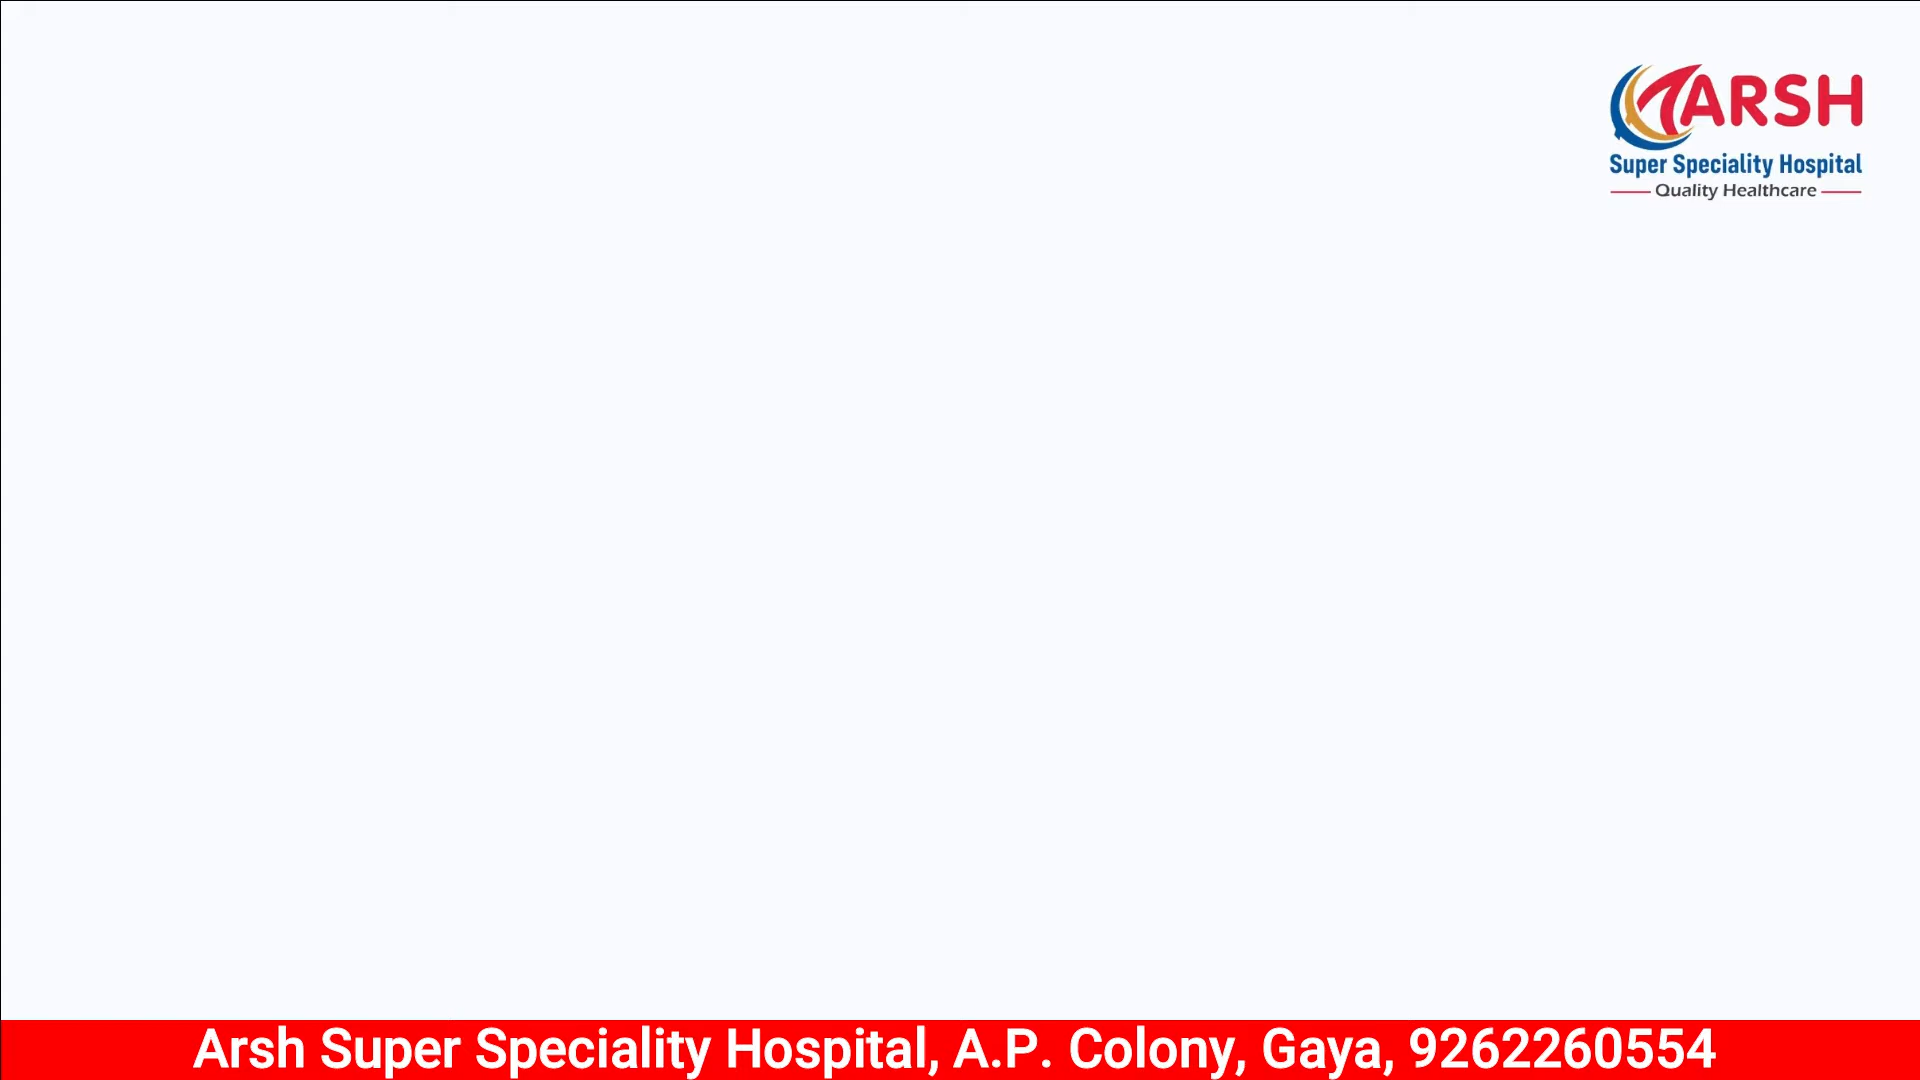 ARSH
Super Speciality Hospital
Quality Healthcare
Arsh Super Speciality Hospital, A.P. Colony, Gaya, 9262260554